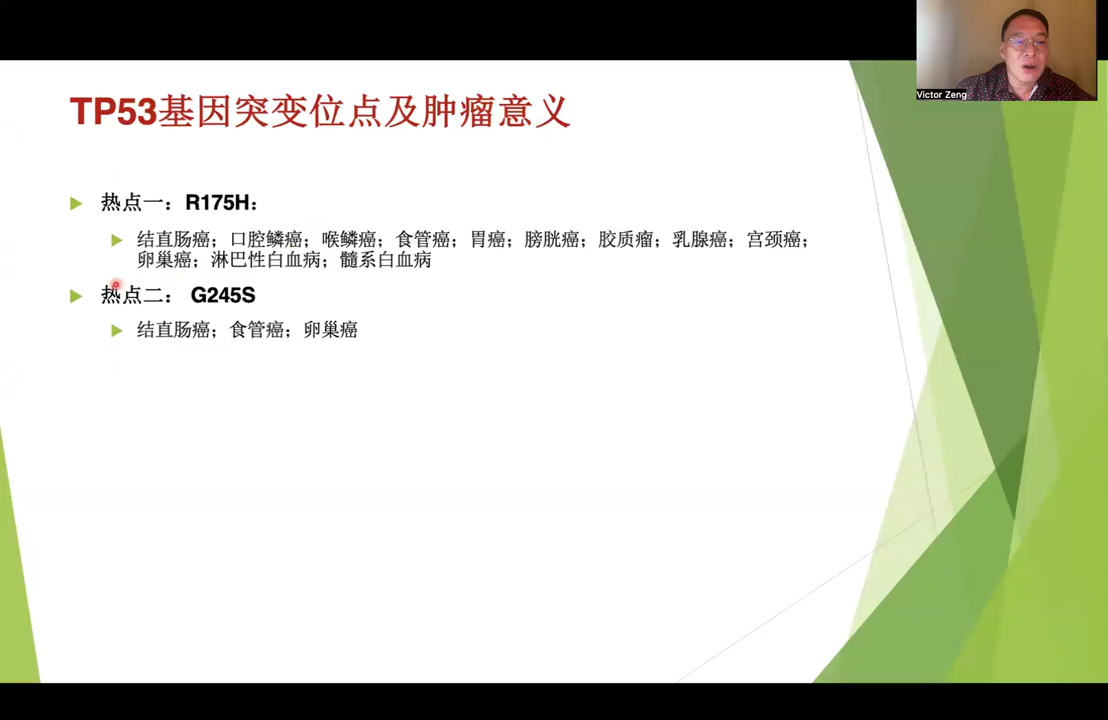 TP53基因突变位点及肿瘤意义
Victor Zeng
热点一：R175H：
结直肠癌；口腔鳞癌；喉鳞癌；食管癌；胃癌；膀胱癌；胶质瘤；乳腺癌；宫颈癌；
卵巢癌；淋巴性白血病；髓系白血病
热点二： G245S
结直肠癌；食管癌；卵巢癌